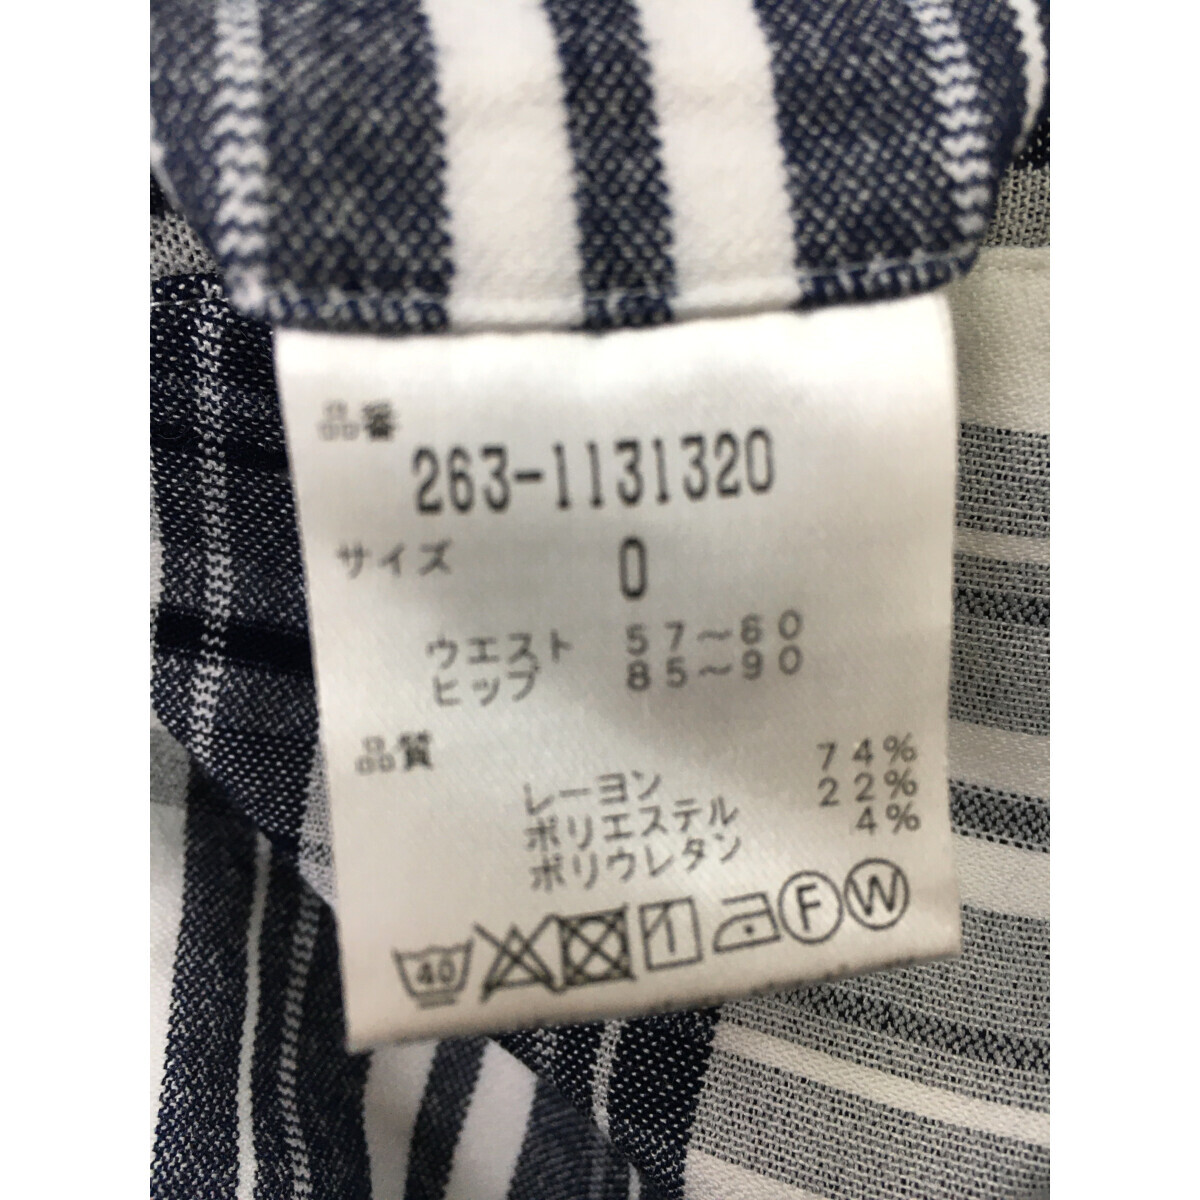 品番
263-1131320
サイズ 0
ウエスト 57~60
ヒップ 85~90
品質
レーヨン 74%
ポリエステル 22%
ポリウレタン 4%
40 F W